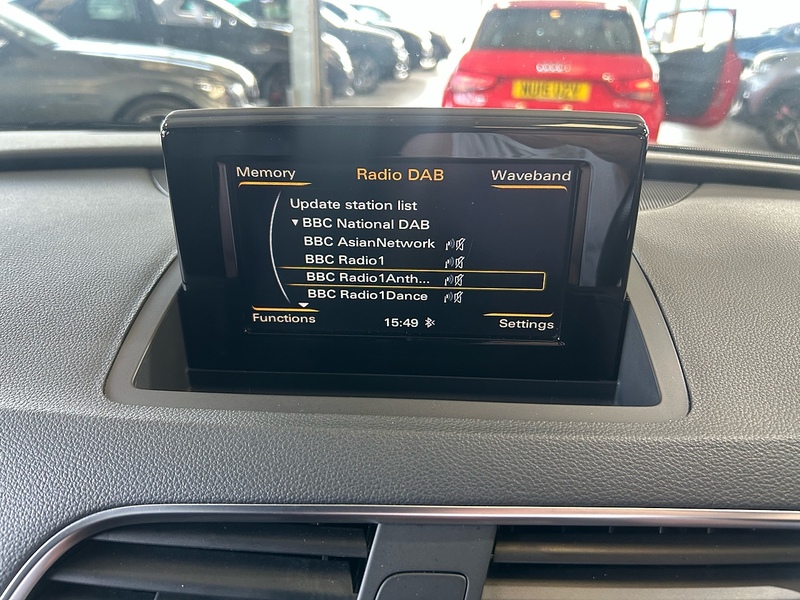 Memory
Radio DAB
Waveband
Update station list
BBC National DAB
BBC AsianNetwork
BBC Radio1
BBC Radio1Anth...
BBC Radio1Dance
Functions
15:49
Settings